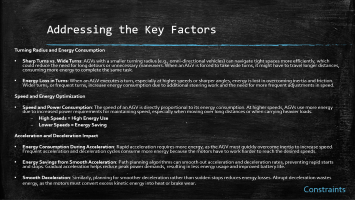 Addressing the Key Factors
Turning Radius and Energy Consumption
• Sharp Turns vs. Wide Turns: AGVs with a smaller turning radius (e.g., omni-directional vehicles) can navigate tight spaces more efficiently, which
could reduce the need for long detours or unnecessary maneuvers. When an AGV is forced to take wide turns, it might have to travel longer distances,
consuming more energy to complete the same task.
• Energy Loss in Turns: When an AGV executes a turn, especially at higher speeds or sharper angles, energy is lost in overcoming inertia and friction.
Wider turns, or frequent turns, increase energy consumption due to additional steering work and the need for more frequent adjustments in speed.
Speed and Energy Optimization
• Speed and Power Consumption: The speed of an AGV is directly proportional to its energy consumption. At higher speeds, AGVs use more energy
due to increased power requirements for maintaining speed, especially when moving over long distances or when carrying heavier loads.
– High Speeds = High Energy Use
– Lower Speeds = Energy Saving
Acceleration and Deceleration Impact
• Energy Consumption During Acceleration: Rapid acceleration requires more energy, as the AGV must quickly overcome inertia to increase speed.
Frequent acceleration and deceleration cycles consume more energy because the motors have to work harder to reach the desired speeds.
• Energy Savings from Smooth Acceleration: Path planning algorithms can smooth out acceleration and deceleration rates, preventing rapid starts
and stops. Gradual acceleration helps reduce peak power demands, resulting in less energy usage and improved battery life.
• Smooth Deceleration: Similarly, planning for smoother deceleration rather than sudden stops reduces energy losses. Abrupt deceleration wastes
energy, as the motors must convert excess kinetic energy into heat or brake wear.
Constraints